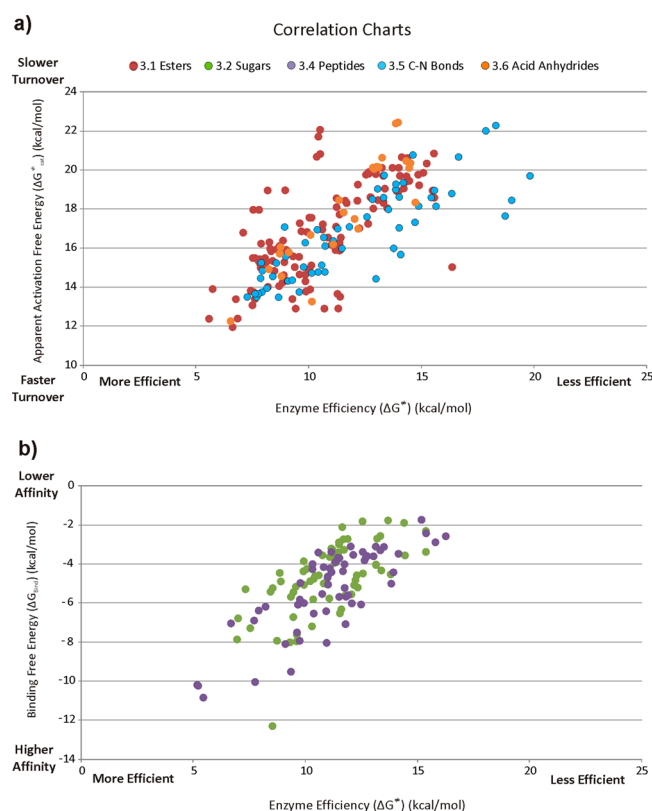 a)
Correlation Charts
Slower
Turnover
3.1 Esters 3.2 Sugars 3.4 Peptides 3.5 C-N Bonds 3.6 Acid Anhydrides
24
22
20
18
16
14
12
10
Apparent Activation Free Energy (ΔG*cat) (kcal/mol)
Faster
Turnover
0 5 10 15 20 25
More Efficient Less Efficient
Enzyme Efficiency (ΔG*) (kcal/mol)
b)
Lower
Affinity
0
-2
-4
-6
-8
-10
-12
-14
Binding Free Energy (ΔGBind) (kcal/mol)
Higher
Affinity
0 5 10 15 20 25
More Efficient Less Efficient
Enzyme Efficiency (ΔG*) (kcal/mol)